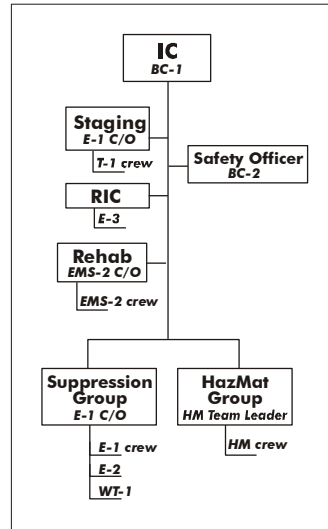 IC
BC-1
Staging
E-1 C/O
T-1 crew
Safety Officer
BC-2
RIC
E-3
Rehab
EMS-2 C/O
EMS-2 crew
Suppression
Group
E-1 C/O
E-1 crew
E-2
WT-1
HazMat
Group
HM Team Leader
HM crew